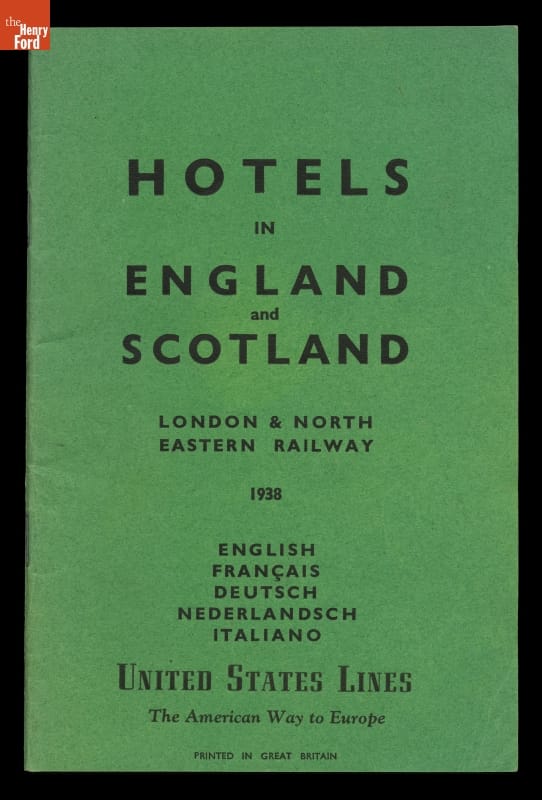 the
Henry
Ford
HOTELS
IN
ENGLAND
and
SCOTLAND
LONDON & NORTH
EASTERN RAILWAY
1938
ENGLISH
FRANÇAIS
DEUTSCH
NEDERLANDSCH
ITALIANO
UNITED STATES LINES
The American Way to Europe
PRINTED IN GREAT BRITAIN